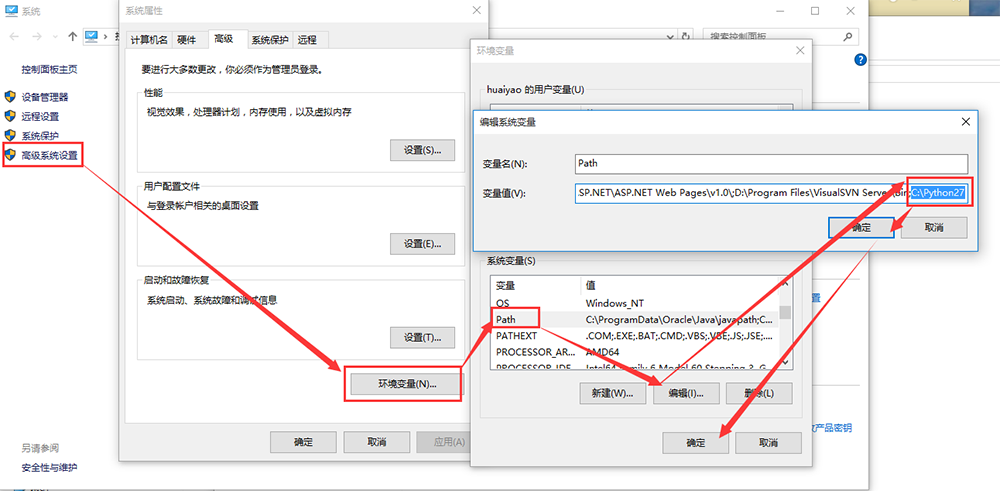 系统
搜索控制面板
控制面板主页
设备管理器
远程设置
系统保护
高级系统设置
另请参阅
安全性与维护
系统属性
计算机名 硬件 高级 系统保护 远程
要进行大多数更改，你必须作为管理员登录。
性能
视觉效果，处理器计划，内存使用，以及虚拟内存
设置(S)...
用户配置文件
与登录帐户相关的桌面设置
设置(E)...
启动和故障恢复
系统启动、系统故障和调试信息
设置(T)...
环境变量(N)...
确定 取消 应用(A)
环境变量
huaiyao 的用户变量(U)
编辑系统变量
变量名(N): Path
变量值(V): .SP.NET\ASP.NET Web Pages\v1.0\;D:\Program Files\VisualSVN Server\bin;C:\Python27
确定 取消
系统变量(S)
变量 值
OS Windows_NT
Path C:\ProgramData\Oracle\Java\javapath;C...
PATHEXT .COM;.EXE;.BAT;.CMD;.VBS;.VBE;.JS;.JSE;...
PROCESSOR_AR... AMD64
PROCESSOR_IDE Intel64 Family 6 Model 60 Stepping 3, G
新建(W)... 编辑(I)... 删除(L)
确定 取消
产品密钥